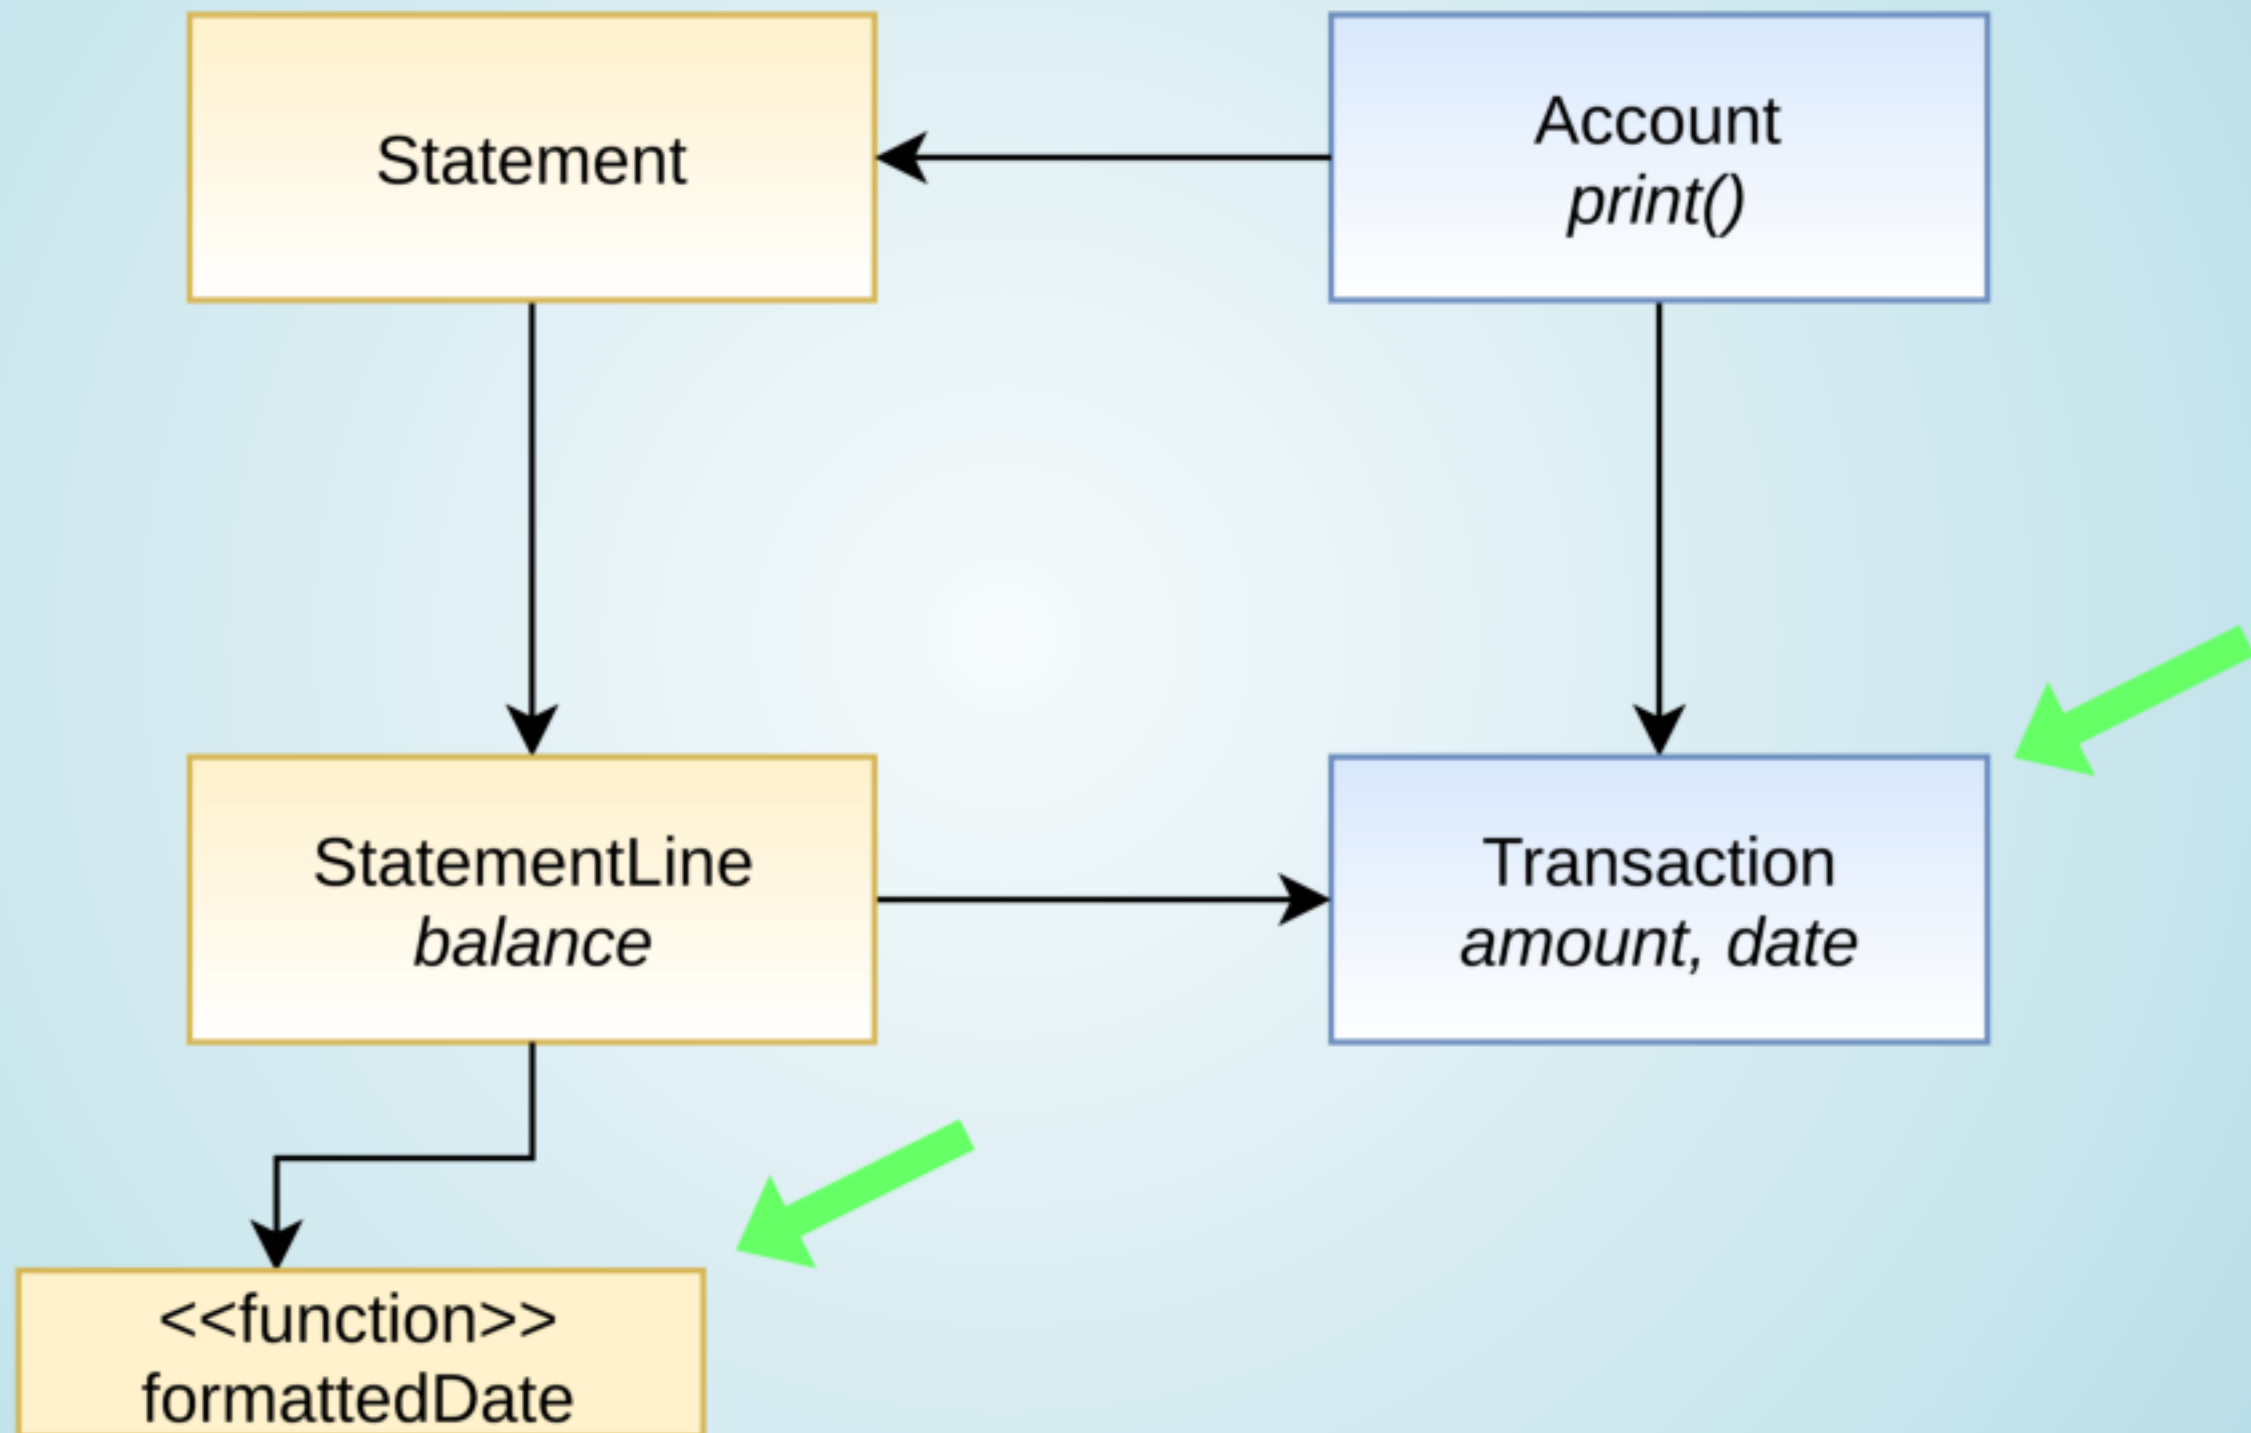 Statement
Account
print()
StatementLine
balance
Transaction
amount, date
<<function>>
formattedDate